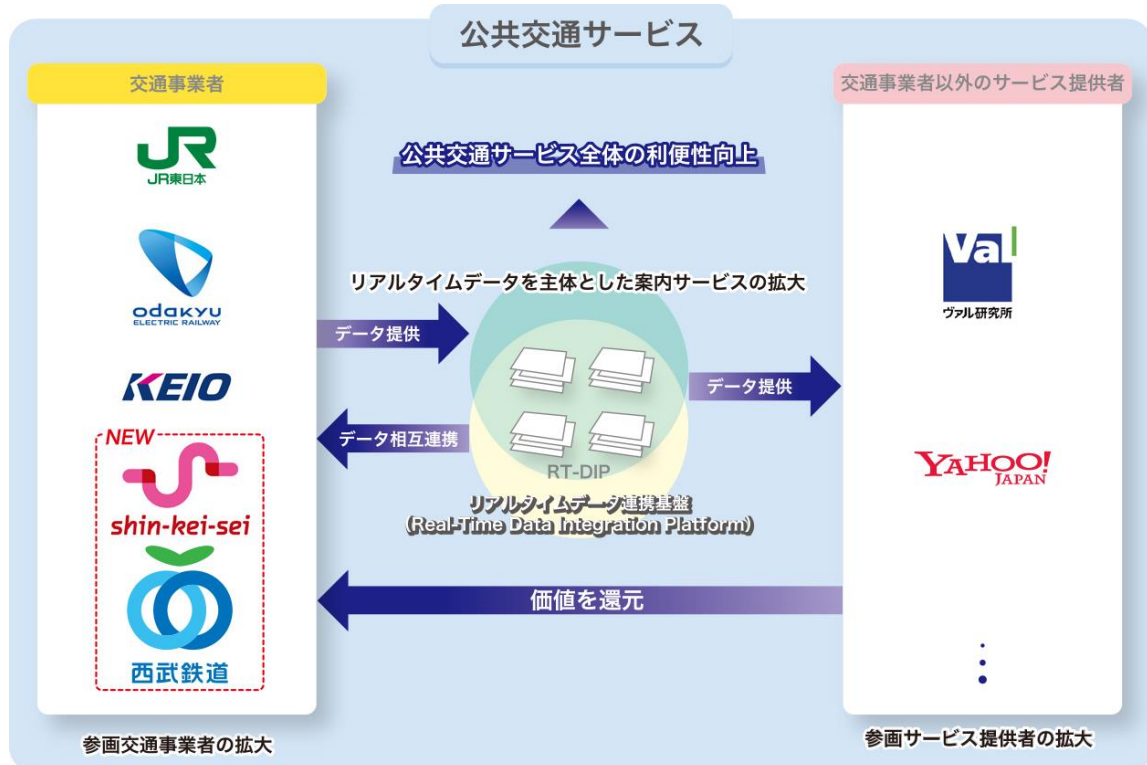 公共交通サービス
交通事業者
JR
JR東日本
odakyu
ELECTRIC RAILWAY
KEIO
NEW
shin-kei-sei
西武鉄道
参画交通事業者の拡大
公共交通サービス全体の利便性向上
リアルタイムデータを主体とした案内サービスの拡大
データ提供
データ提供
データ相互連携
RT-DIP
リアルタイムデータ連携基盤
(Real-Time Data Integration Platform)
価値を還元
交通事業者以外のサービス提供者
Val
ヴァル研究所
YAHOO!
JAPAN
参画サービス提供者の拡大